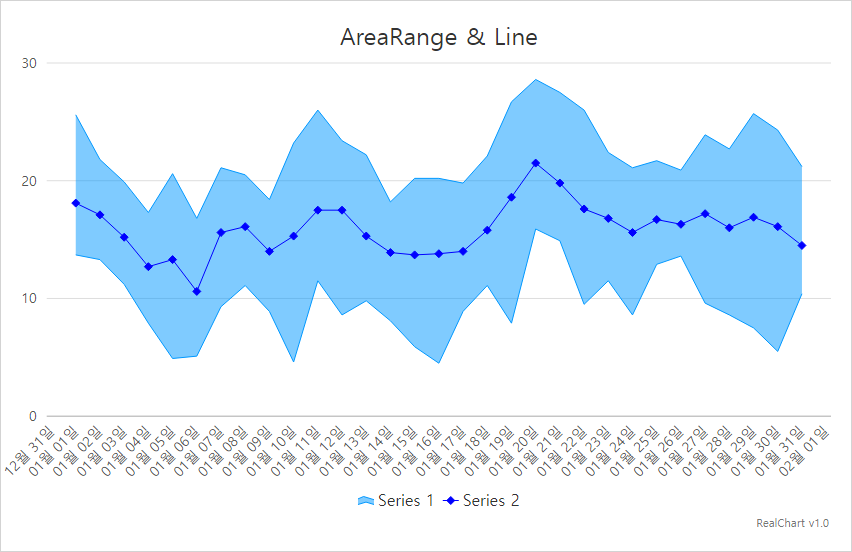 AreaRange & Line
30
20
10
0
12월 31일
01월 01일
01월 02일
01월 03일
01월 04일
01월 05일
01월 06일
01월 07일
01월 08일
01월 09일
01월 10일
01월 11일
01월 12일
01월 13일
01월 14일
01월 15일
01월 16일
01월 17일
01월 18일
01월 19일
01월 20일
01월 21일
01월 22일
01월 23일
01월 24일
01월 25일
01월 26일
01월 27일
01월 28일
01월 29일
01월 30일
01월 31일
02월 01일
Series 1 Series 2
RealChart v1.0